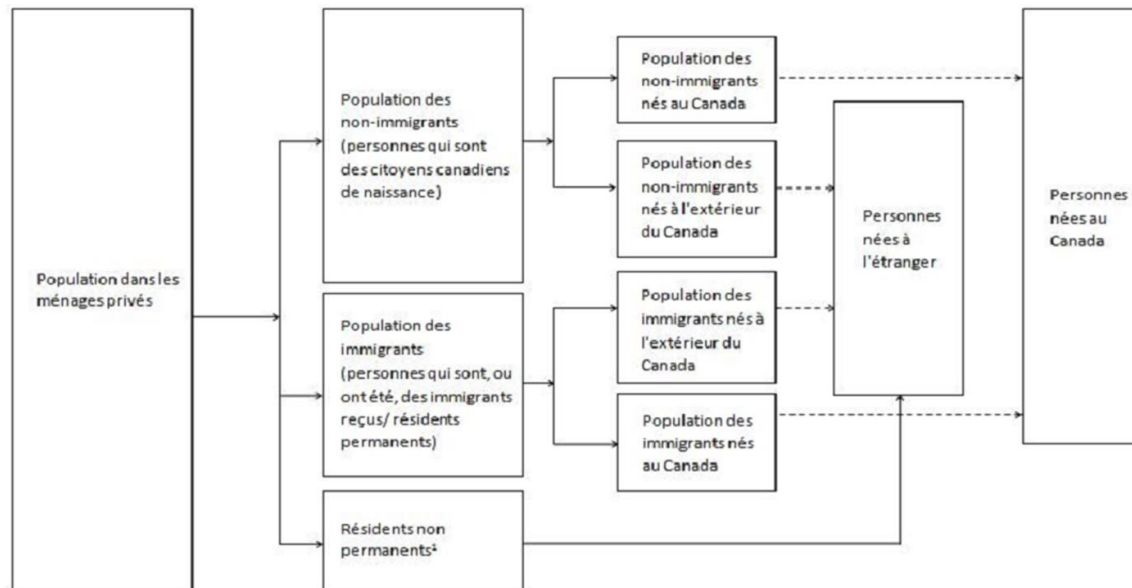 Population dans les
ménages privés
Population des
non-immigrants
(personnes qui sont
des citoyens canadiens
de naissance)
Population des
immigrants
(personnes qui sont, ou
ont été, des immigrants
reçus/ résidents
permanents)
Résidents non
permanents¹
Population des
non-immigrants
nés au Canada
Population des
non-immigrants
nés à l'extérieur
du Canada
Population des
immigrants nés à
l'extérieur du
Canada
Population des
immigrants nés
au Canada
Personnes
nées à
l'étranger
Personnes
nées au
Canada